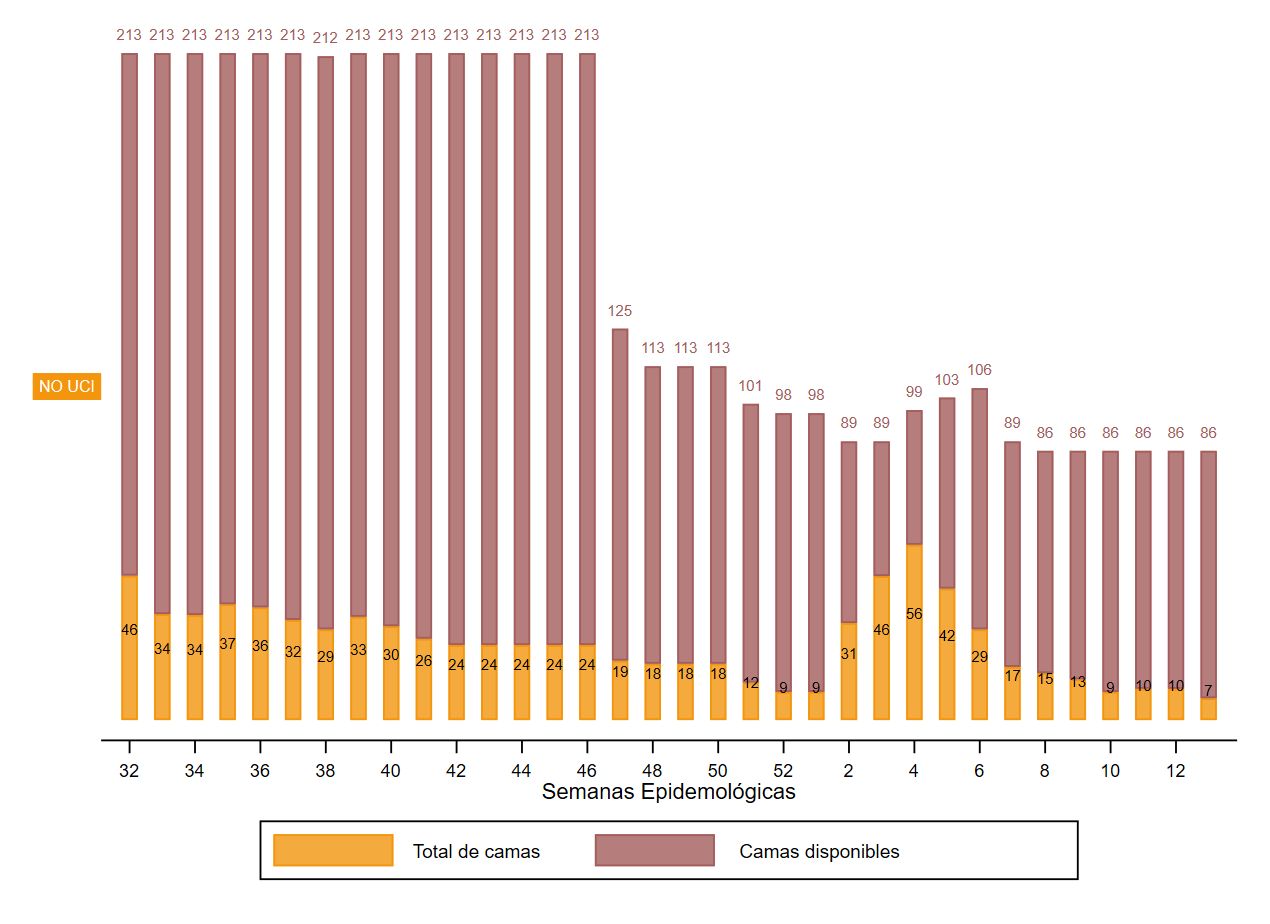 213 213 213 213 213 213 212 213 213 213 213 213 213 213 213
125
113 113 113
101
98 98
89 89
99
103
106
89
86 86 86 86 86 86
NO UCI
46 34 34 37 36 32 29 33 30 26 24 24 24 24 24 19 18 18 18 12 9 9 31 46 56 42 29 17 15 13 9 10 10 7
32 34 36 38 40 42 44 46 48 50 52 2 4 6 8 10 12
Semanas Epidemológicas
Total de camas Camas disponibles